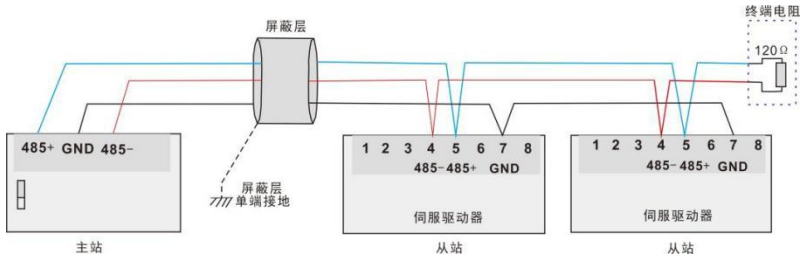 终端电阻
屏蔽层
120Ω
485+ GND 485-
1 2 3 4 5 6 7 8
485- 485+ GND
1 2 3 4 5 6 7 8
485- 485+ GND
屏蔽层
单端接地
伺服驱动器
伺服驱动器
主站
从站
从站